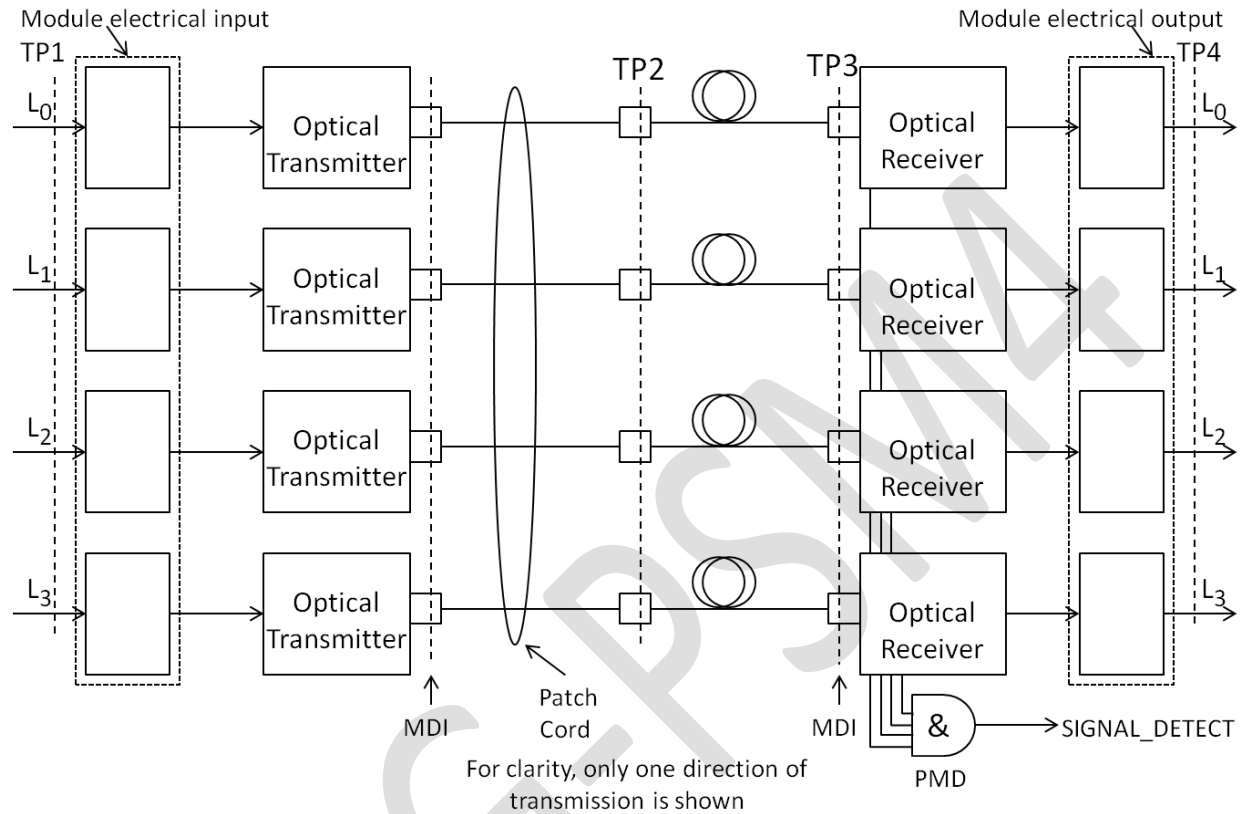 Module electrical input
Module electrical output
TP1
TP2
TP3
TP4
L0
Optical
Transmitter
Optical
Receiver
L0
L1
Optical
Transmitter
Optical
Receiver
L1
L2
Optical
Transmitter
Optical
Receiver
L2
L3
Optical
Transmitter
Optical
Receiver
L3
MDI
Patch
Cord
MDI
&
SIGNAL_DETECT
PMD
For clarity, only one direction of
transmission is shown
G-PSM4